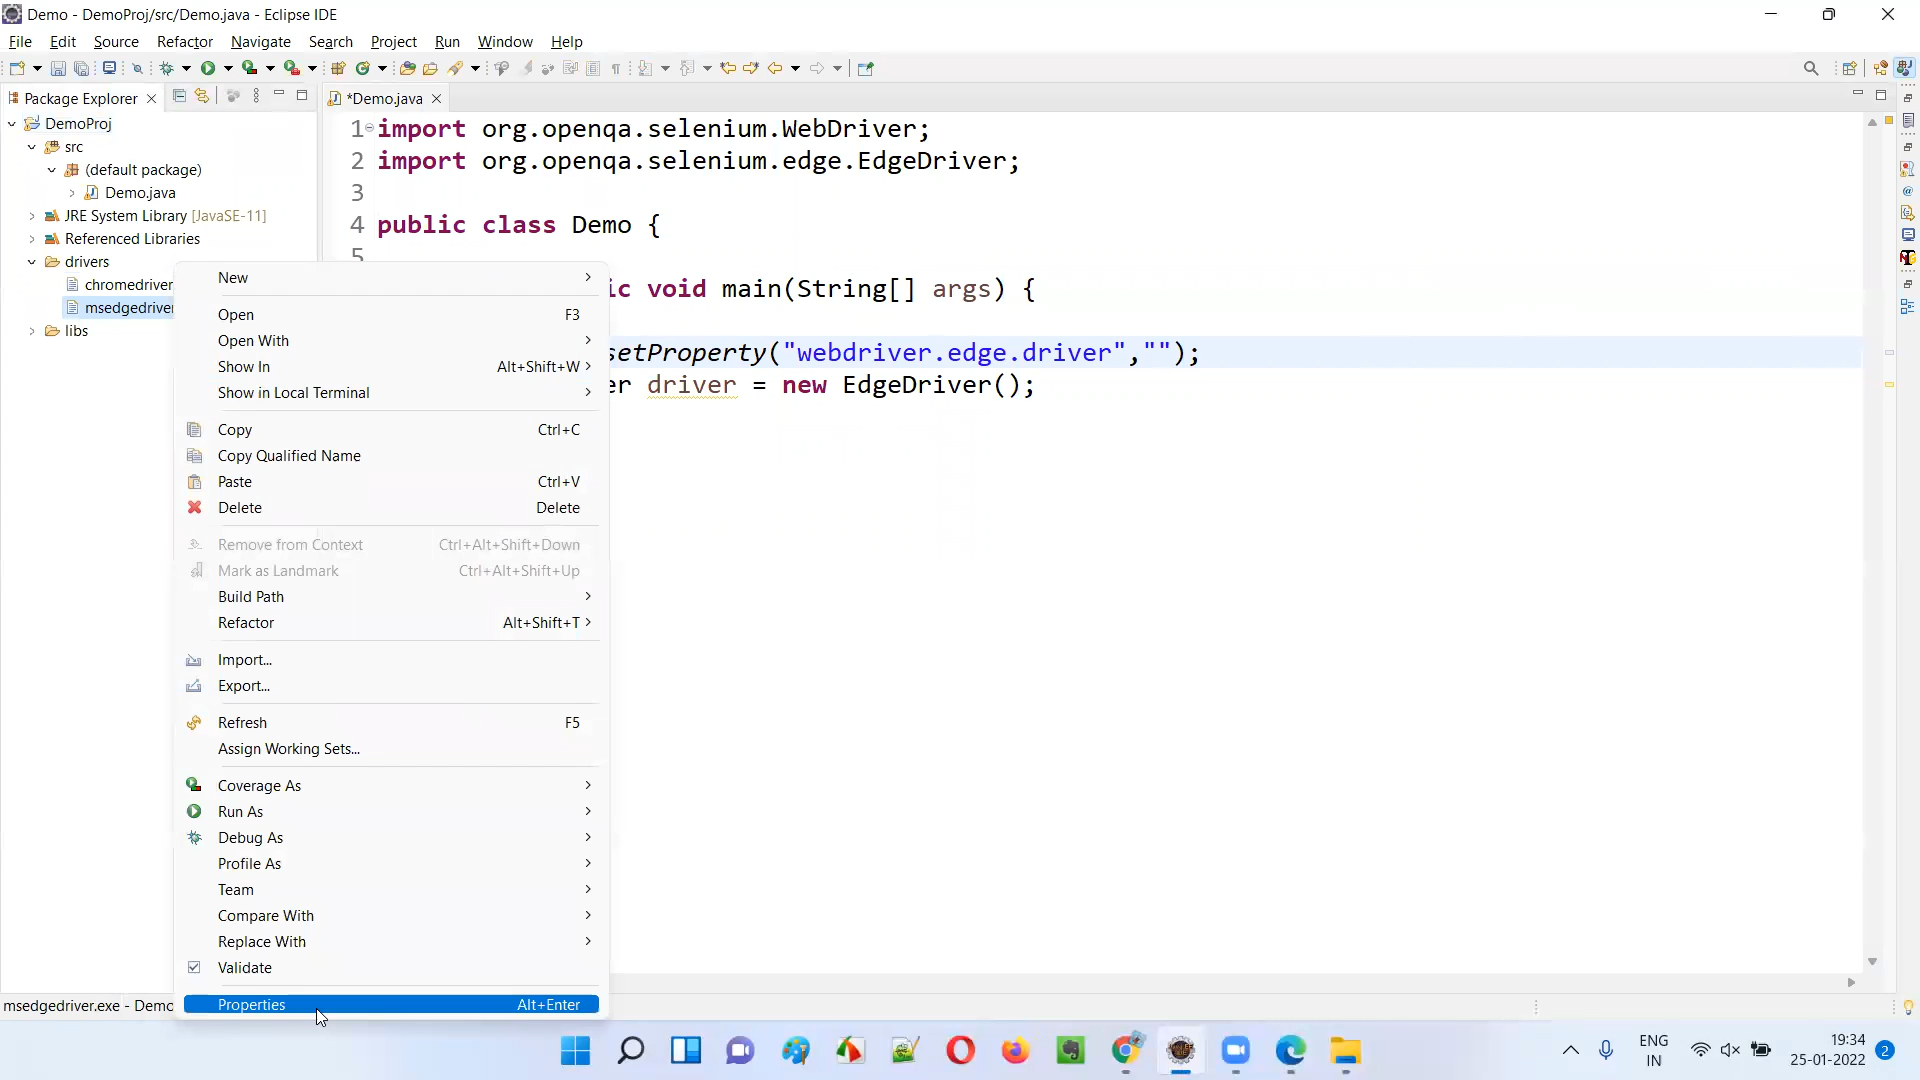 Demo - DemoProj/src/Demo.java - Eclipse IDE
File Edit Source Refactor Navigate Search Project Run Window Help
Package Explorer
*Demo.java
DemoProj
src
(default package)
Demo.java
JRE System Library [JavaSE-11]
Referenced Libraries
drivers
chromedriver
msedgedriver
libs
1 import org.openqa.selenium.WebDriver;
2 import org.openqa.selenium.edge.EdgeDriver;
3
4 public class Demo {
5
ic void main(String[] args) {
setProperty("webdriver.edge.driver","");
er driver = new EdgeDriver();
New
Open F3
Open With
Show In Alt+Shift+W
Show in Local Terminal
Copy Ctrl+C
Copy Qualified Name
Paste Ctrl+V
Delete Delete
Remove from Context Ctrl+Alt+Shift+Down
Mark as Landmark Ctrl+Alt+Shift+Up
Build Path
Refactor Alt+Shift+T
Import...
Export...
Refresh F5
Assign Working Sets...
Coverage As
Run As
Debug As
Profile As
Team
Compare With
Replace With
Validate
Properties Alt+Enter
msedgedriver.exe - Demo
ENG
IN
19:34
25-01-2022
2